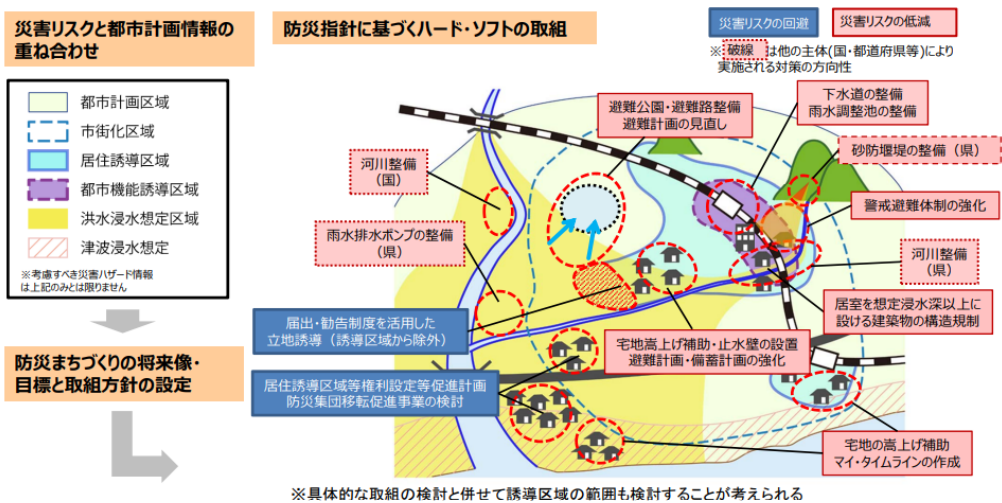 災害リスクと都市計画情報の
重ね合わせ
都市計画区域
市街化区域
居住誘導区域
都市機能誘導区域
洪水浸水想定区域
津波浸水想定
※考慮すべき災害ハザード情報
は上記のみとは限りません
防災まちづくりの将来像・
目標と取組方針の設定
防災指針に基づくハード・ソフトの取組
災害リスクの回避
災害リスクの低減
※破線は他の主体(国・都道府県等)により
実施される対策の方向性
避難公園・避難路整備
避難計画の見直し
下水道の整備
雨水調整池の整備
砂防堰堤の整備（県）
河川整備
（国）
警戒避難体制の強化
雨水排水ポンプの整備
（県）
河川整備
（県）
居室を想定浸水深以上に
設ける建築物の構造規制
届出・勧告制度を活用した
立地誘導（誘導区域から除外）
宅地嵩上げ補助・止水壁の設置
避難計画・備蓄計画の強化
居住誘導区域等権利設定等促進計画
防災集団移転促進事業の検討
宅地の嵩上げ補助
マイ・タイムラインの作成
※具体的な取組の検討と併せて誘導区域の範囲も検討することが考えられる